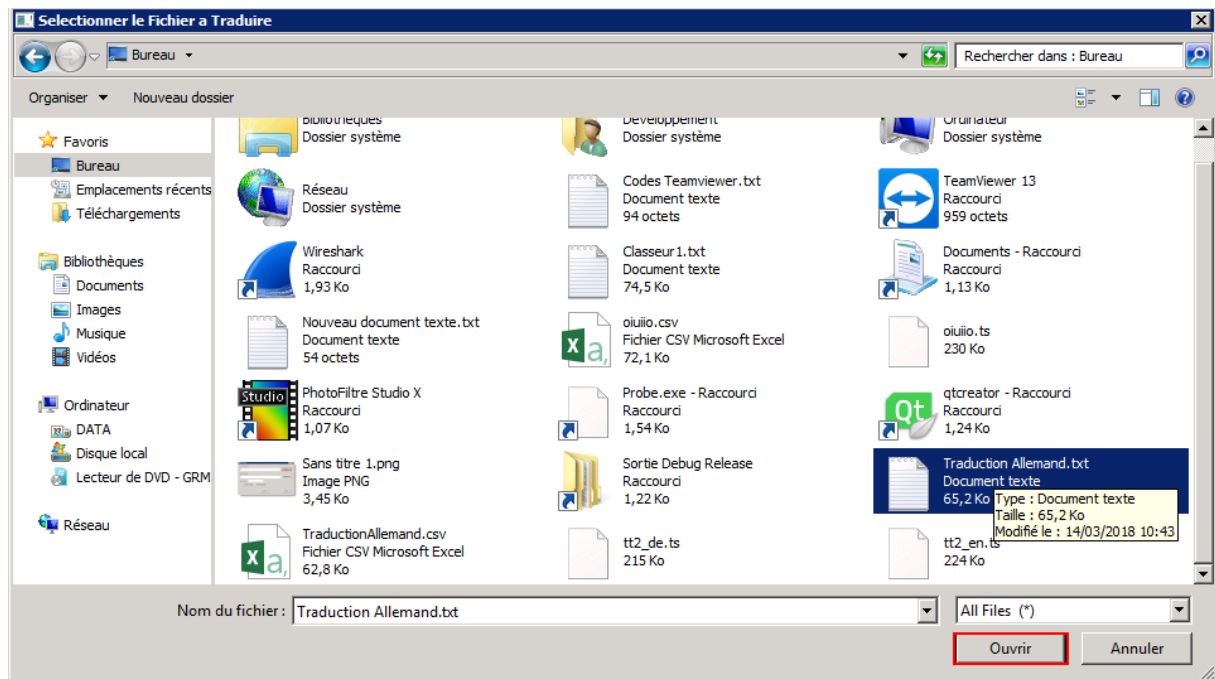 Selectionner le Fichier a Traduire
Bureau
Rechercher dans : Bureau
Organiser
Nouveau dossier
Favoris
Bureau
Emplacements récents
Téléchargements
Bibliothèques
Documents
Images
Musique
Vidéos
Ordinateur
DATA
Disque local
Lecteur de DVD - GRM
Réseau
Bibliothèques
Dossier système
Développement
Dossier système
Ordinateur
Dossier système
Réseau
Dossier système
Codes Teamviewer.txt
Document texte
94 octets
TeamViewer 13
Raccourci
959 octets
Wireshark
Raccourci
1,93 Ko
Classeur1.txt
Document texte
74,5 Ko
Documents - Raccourci
Raccourci
1,13 Ko
Nouveau document texte.txt
Document texte
54 octets
oiuiio.csv
Fichier CSV Microsoft Excel
72,1 Ko
oiuiio.ts
230 Ko
Studio
PhotoFiltre Studio X
Raccourci
1,07 Ko
Probe.exe - Raccourci
Raccourci
1,54 Ko
Qt
qtcreator - Raccourci
Raccourci
1,24 Ko
Sans titre 1.png
Image PNG
3,45 Ko
Sortie Debug Release
Raccourci
1,22 Ko
Traduction Allemand.txt
Document texte
65,2 Ko
Type : Document texte
Taille : 65,2 Ko
Modifié le : 14/03/2018 10:43
TraductionAllemand.csv
Fichier CSV Microsoft Excel
62,8 Ko
tt2_de.ts
215 Ko
tt2_en.ts
224 Ko
Nom du fichier :
Traduction Allemand.txt
All Files (*)
Ouvrir
Annuler